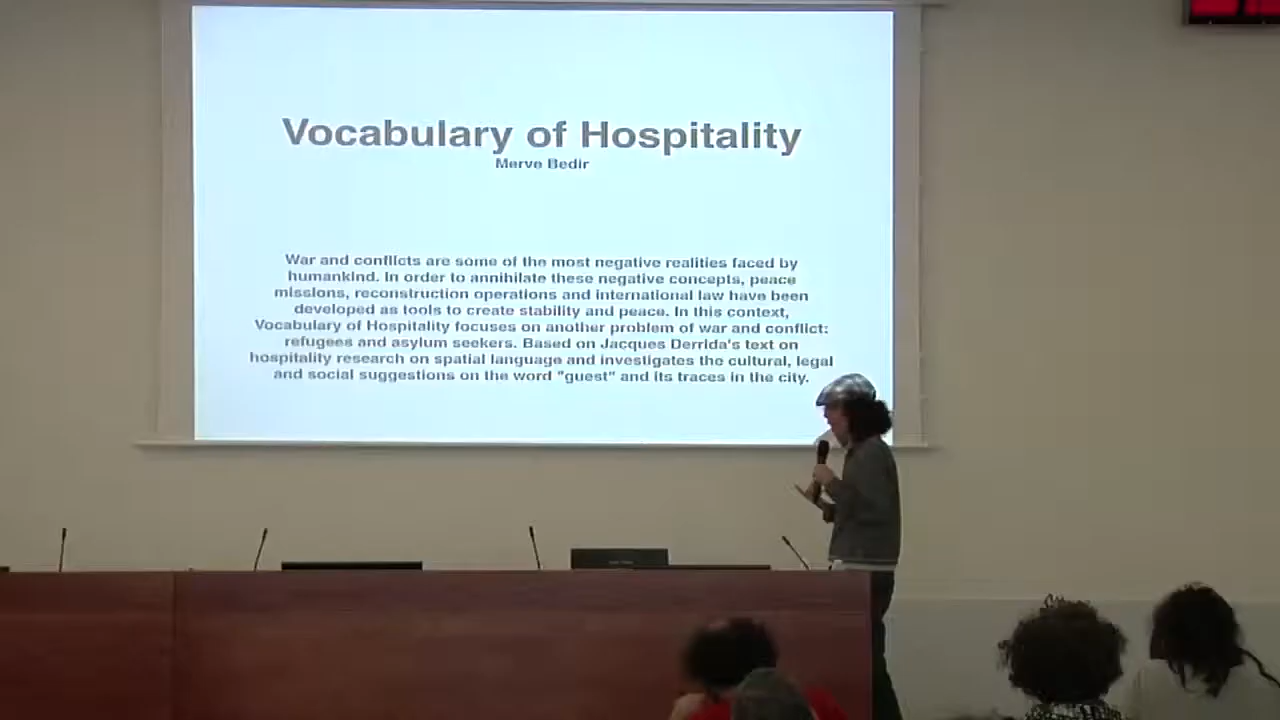 Vocabulary of Hospitality
Merve Bedir
War and conflicts are some of the most negative realities faced by
humankind. In order to annihilate these negative concepts, peace
missions, reconstruction operations and international law have been
developed as tools to create stability and peace. In this context,
Vocabulary of Hospitality focuses on another problem of war and conflict:
refugees and asylum seekers. Based on Jacques Derrida's text on
hospitality research on spatial language and investigates the cultural, legal
and social suggestions on the word "guest" and its traces in the city.